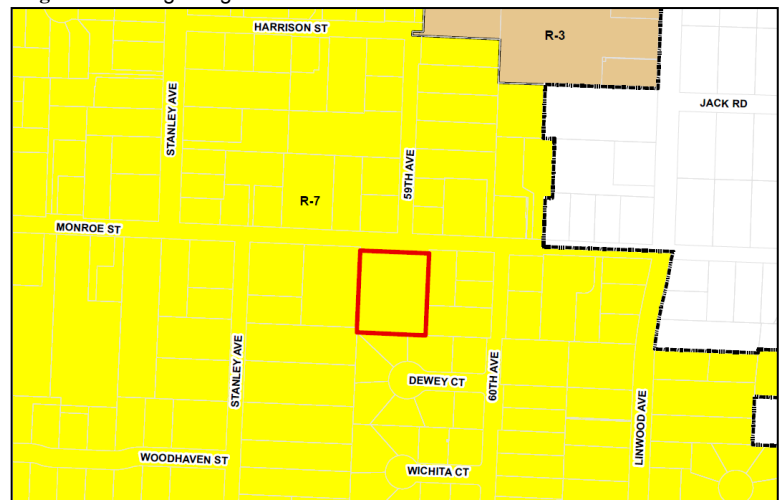 HARRISON ST
R-3
JACK RD
STANLEY AVE
59TH AVE
R-7
MONROE ST
STANLEY AVE
DEWEY CT
60TH AVE
LINWOOD AVE
WOODHAVEN ST
WICHITA CT